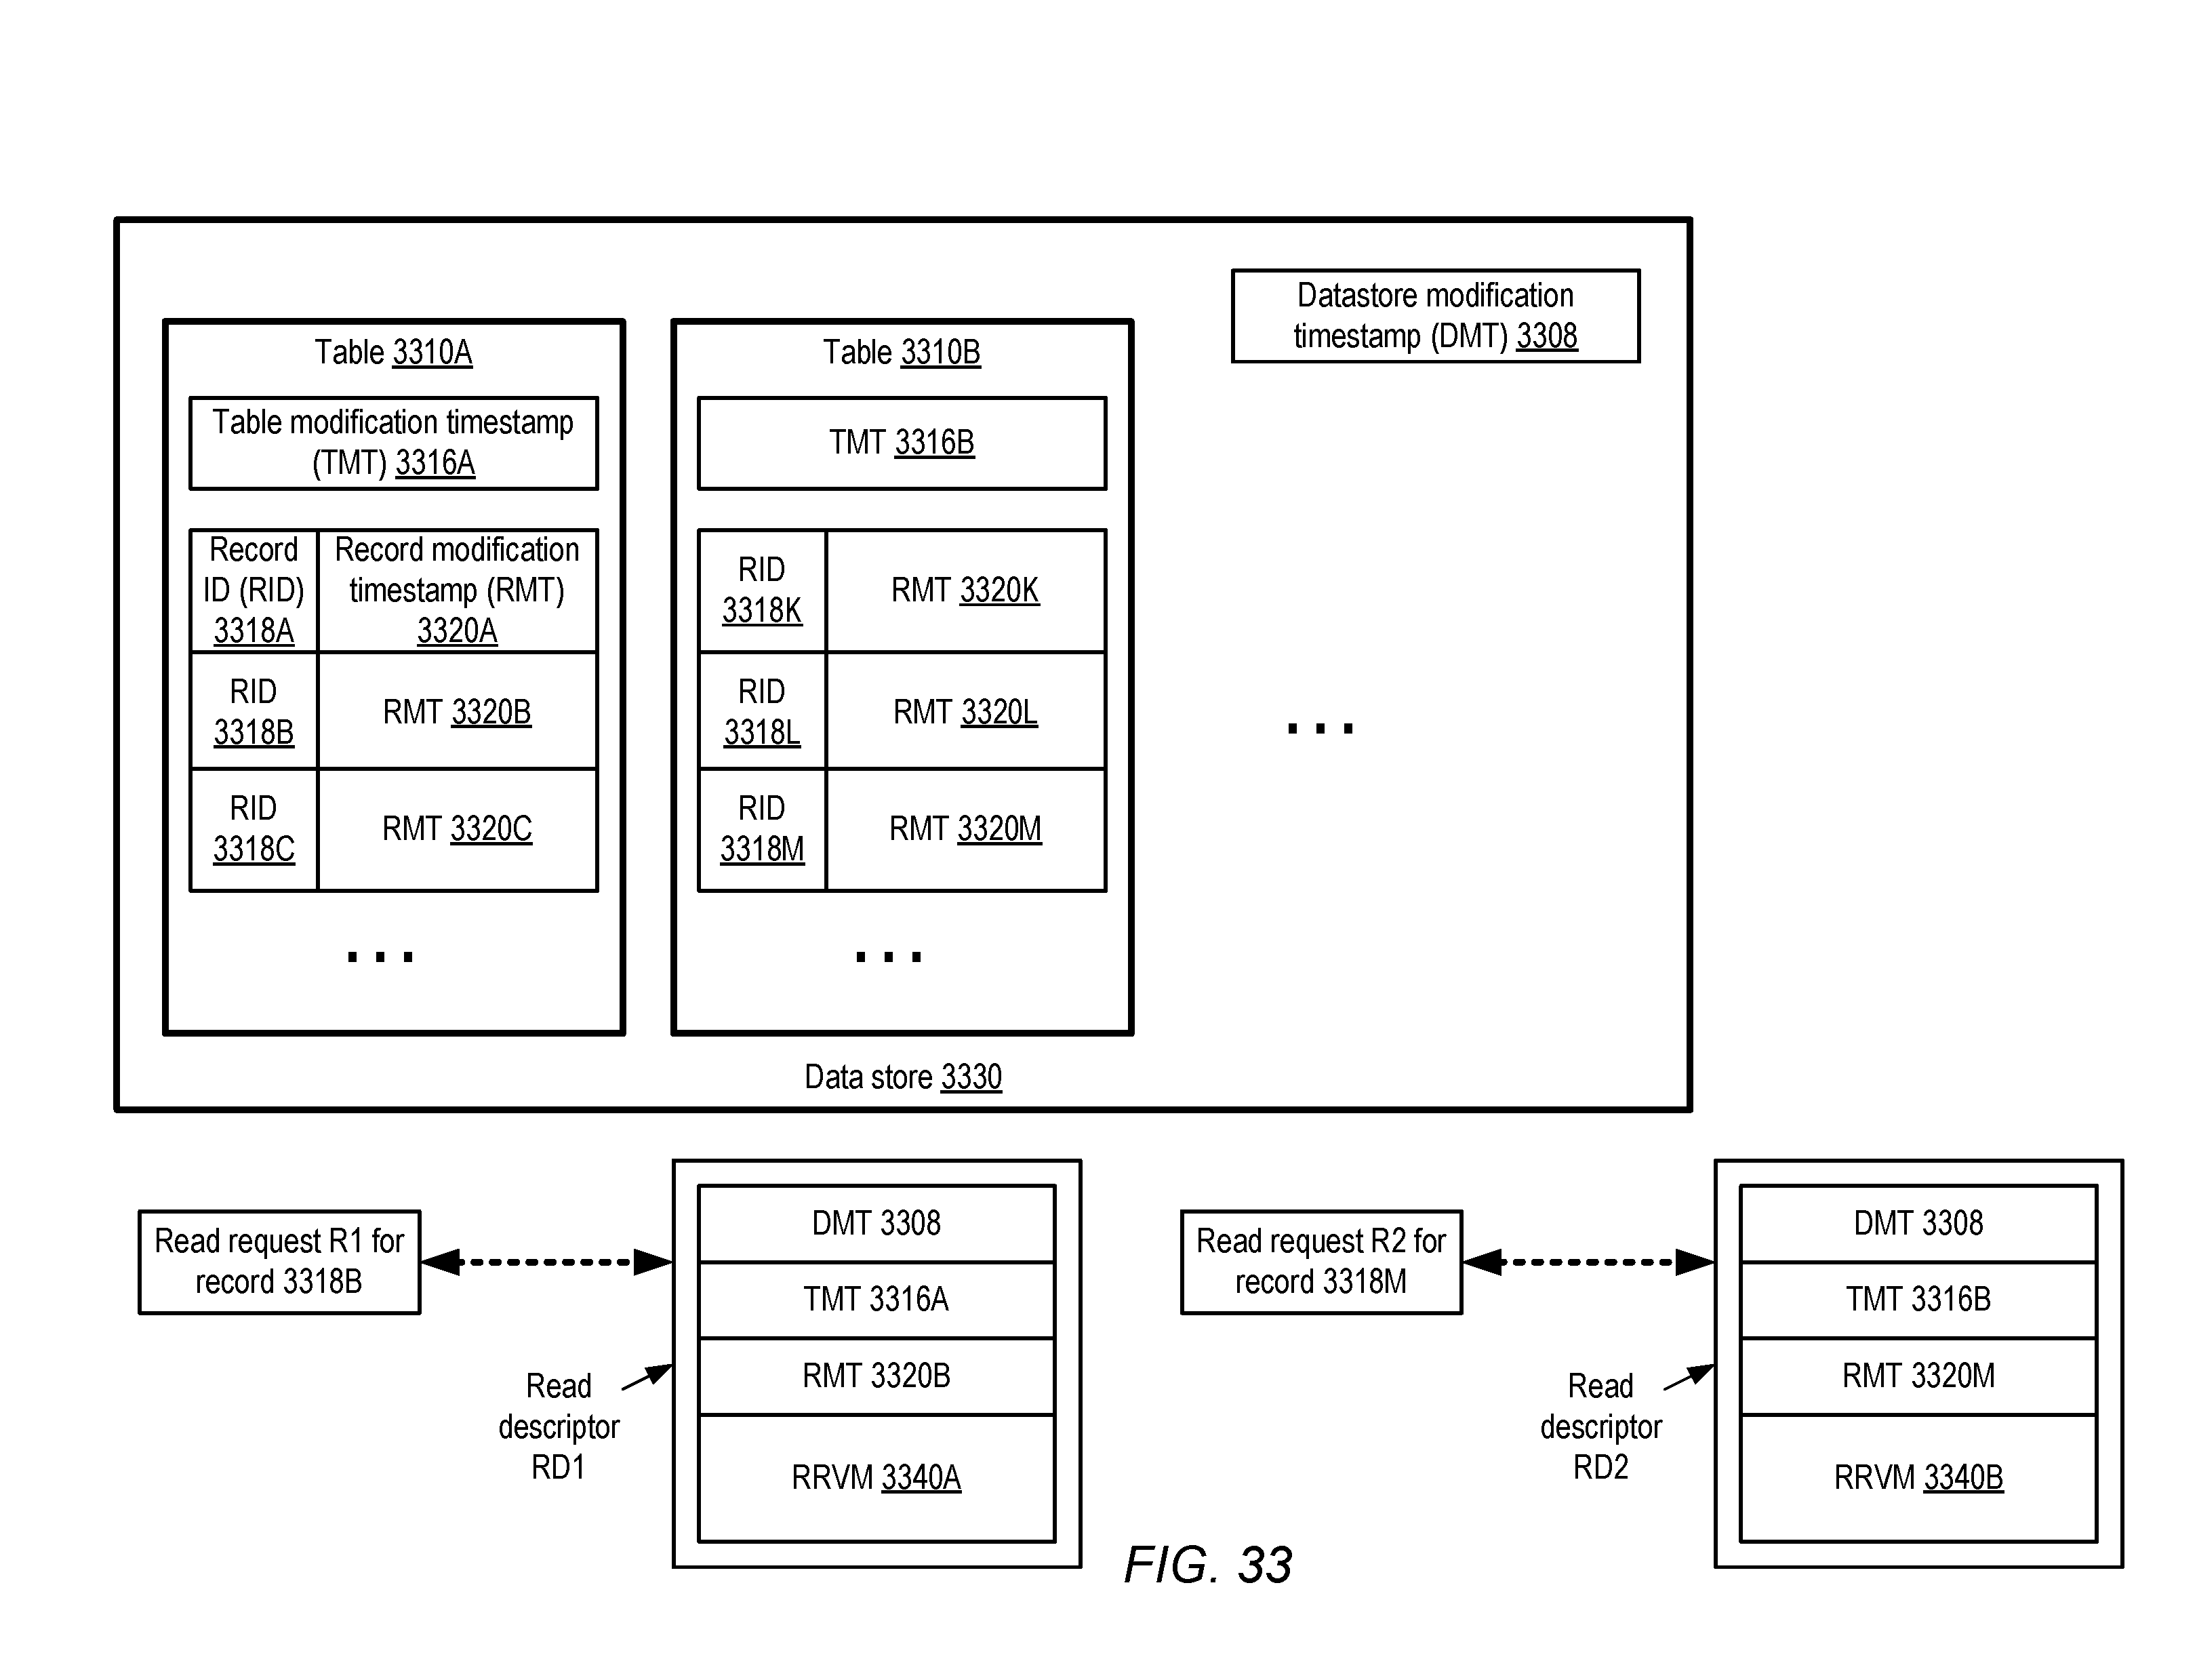 Datastore modification
timestamp (DMT) 3308
Table 3310A
Table modification timestamp
(TMT) 3316A
Record
ID (RID)
3318A
Record modification
timestamp (RMT)
3320A
RID
3318B
RMT 3320B
RID
3318C
RMT 3320C
...
Table 3310B
TMT 3316B
RID
3318K
RMT 3320K
RID
3318L
RMT 3320L
RID
3318M
RMT 3320M
...
...
Data store 3330
Read request R1 for
record 3318B
DMT 3308
TMT 3316A
RMT 3320B
RRVM 3340A
Read
descriptor
RD1
Read request R2 for
record 3318M
DMT 3308
TMT 3316B
RMT 3320M
RRVM 3340B
Read
descriptor
RD2
FIG. 33